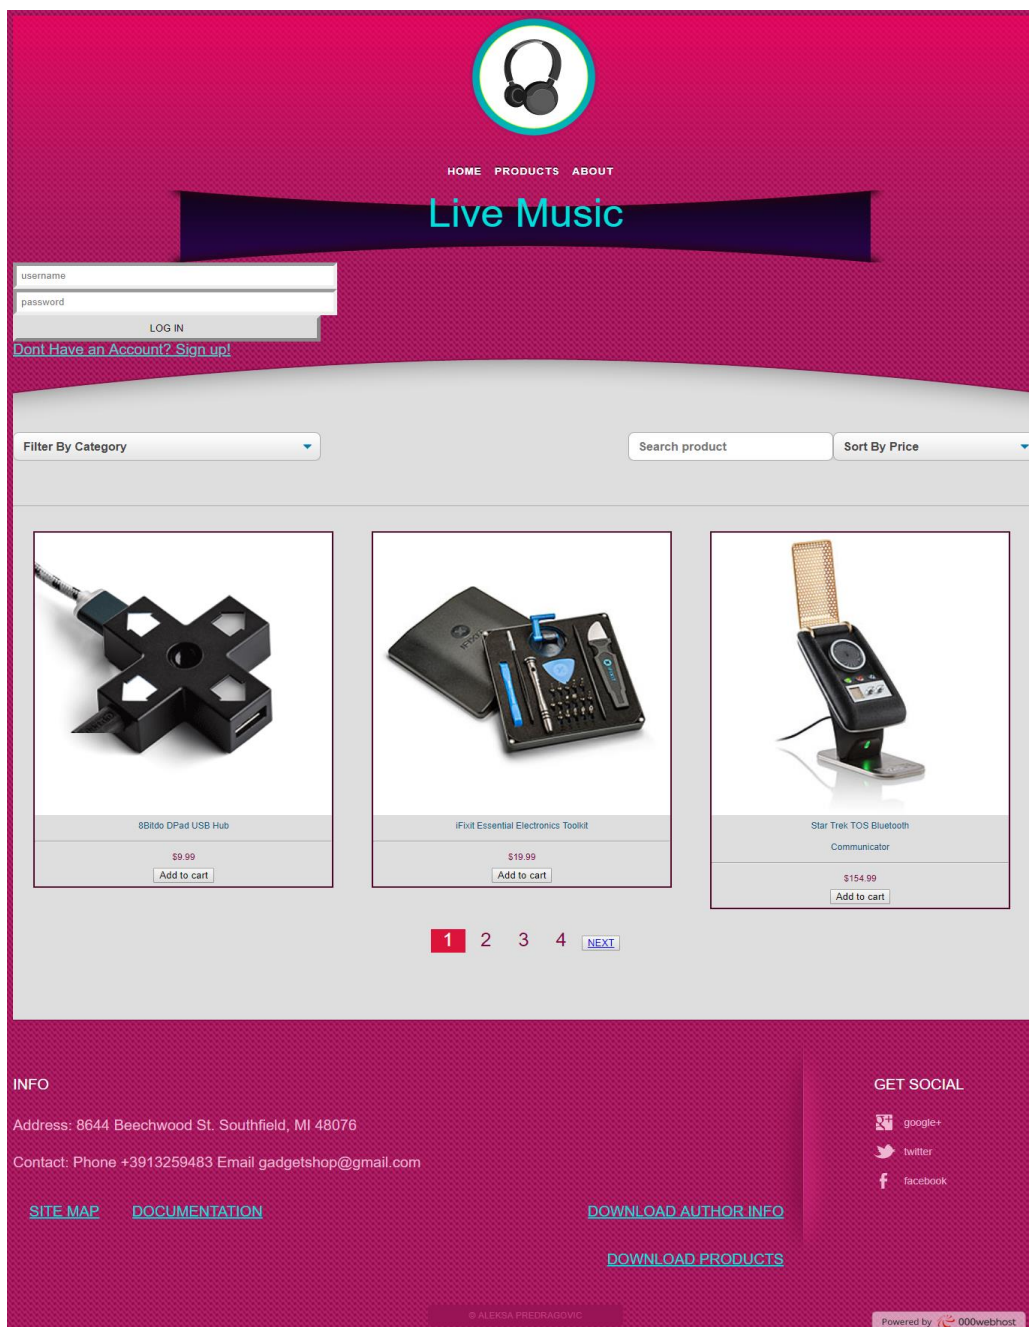 HOME PRODUCTS ABOUT
Live Music
username
password
LOG IN
Dont Have an Account? Sign up!
Filter By Category
Search product
Sort By Price
iFIXIT
8Bitdo DPad USB Hub
$9.99
Add to cart
iFixit Essential Electronics Toolkit
$19.99
Add to cart
Star Trek TOS Bluetooth
Communicator
$154.99
Add to cart
1 2 3 4 NEXT
INFO
Address: 8644 Beechwood St. Southfield, MI 48076
Contact: Phone +3913259483 Email gadgetshop@gmail.com
SITE MAP DOCUMENTATION
DOWNLOAD AUTHOR INFO
DOWNLOAD PRODUCTS
GET SOCIAL
google+
twitter
facebook
© ALEKSA PREDRAGOVIC
Powered by 000webhost